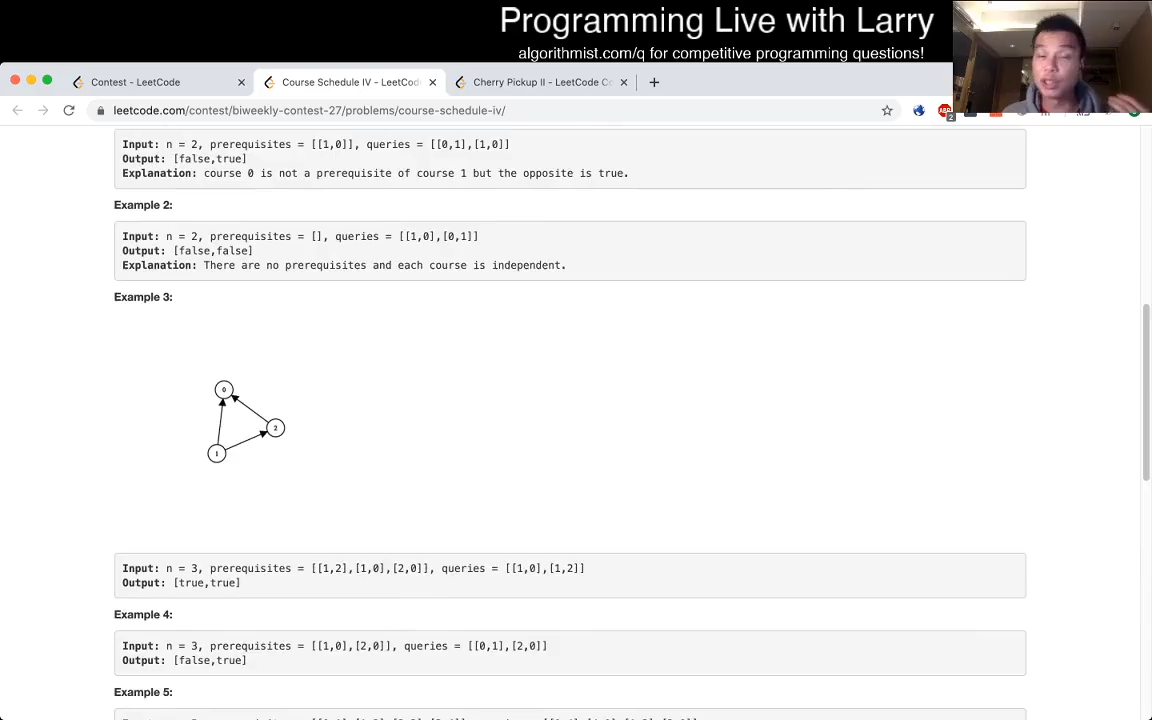 Programming Live with Larry
algorithmist.com/q for competitive programming questions!
Contest - LeetCode
Course Schedule IV - LeetCod
Cherry Pickup II - LeetCode Co
leetcode.com/contest/biweekly-contest-27/problems/course-schedule-iv/
ABP
2
Input: n = 2, prerequisites = [[1,0]], queries = [[0,1],[1,0]]
Output: [false,true]
Explanation: course 0 is not a prerequisite of course 1 but the opposite is true.
Example 2:
Input: n = 2, prerequisites = [], queries = [[1,0],[0,1]]
Output: [false,false]
Explanation: There are no prerequisites and each course is independent.
Example 3:
0
2
1
Input: n = 3, prerequisites = [[1,2],[1,0],[2,0]], queries = [[1,0],[1,2]]
Output: [true,true]
Example 4:
Input: n = 3, prerequisites = [[1,0],[2,0]], queries = [[0,1],[2,0]]
Output: [false,true]
Example 5: